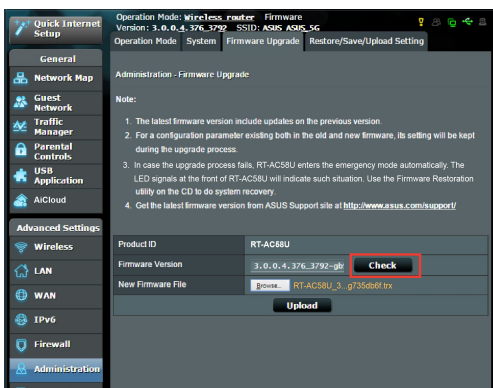 Quick Internet
Setup
Operation Mode: Wireless router Firmware
Version: 3.0.0.4.376_3792 SSID: ASUS ASUS_5G
Operation Mode System Firmware Upgrade Restore/Save/Upload Setting
General
Network Map
Guest
Network
Traffic
Manager
Parental
Controls
USB
Application
AiCloud
Advanced Settings
Wireless
LAN
WAN
IPv6
Firewall
Administration
Administration - Firmware Upgrade
Note:
1. The latest firmware version include updates on the previous version.
2. For a configuration parameter existing both in the old and new firmware, its setting will be kept
during the upgrade process.
3. In case the upgrade process fails, RT-AC58U enters the emergency mode automatically. The
LED signals at the front of RT-AC58U will indicate such situation. Use the Firmware Restoration
utility on the CD to do system recovery.
4. Get the latest firmware version from ASUS Support site at http://www.asus.com/support/
Product ID RT-AC58U
Firmware Version 3.0.0.4.376_3792-gb Check
New Firmware File Browse... RT-AC58U_3...g735db6f.trx
Upload